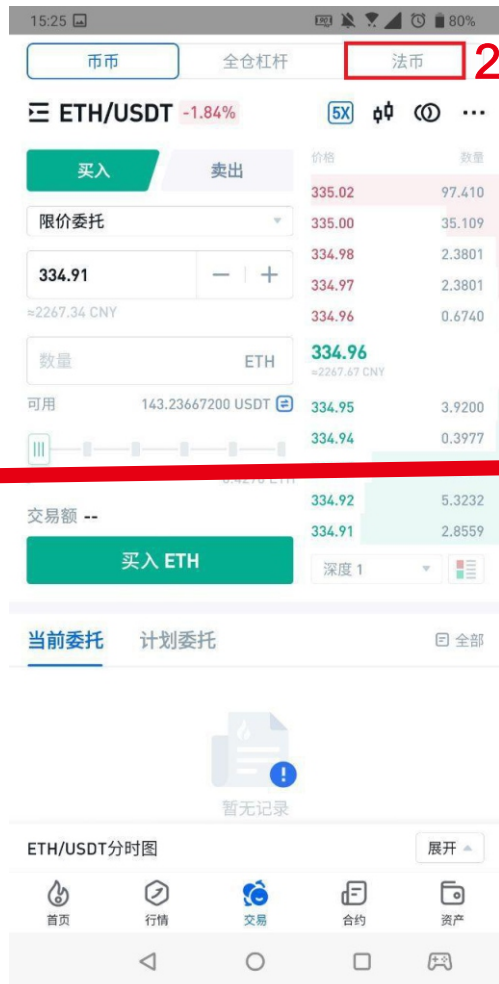 15:25 80%
币币 全仓杠杆 法币 2
ETH/USDT -1.84% 5X
买入 卖出
价格 数量
335.02 97.410
限价委托
335.00 35.109
334.98 2.3801
334.91
334.97 2.3801
≈2267.34 CNY
334.96 0.6740
数量 ETH
334.96
≈2267.67 CNY
可用 143.23667200 USDT
334.95 3.9200
334.94 0.3977
334.92 5.3232
交易额 --
334.91 2.8559
买入 ETH
深度 1
当前委托 计划委托 全部
暂无记录
ETH/USDT分时图 展开
首页 行情 交易 合约 资产